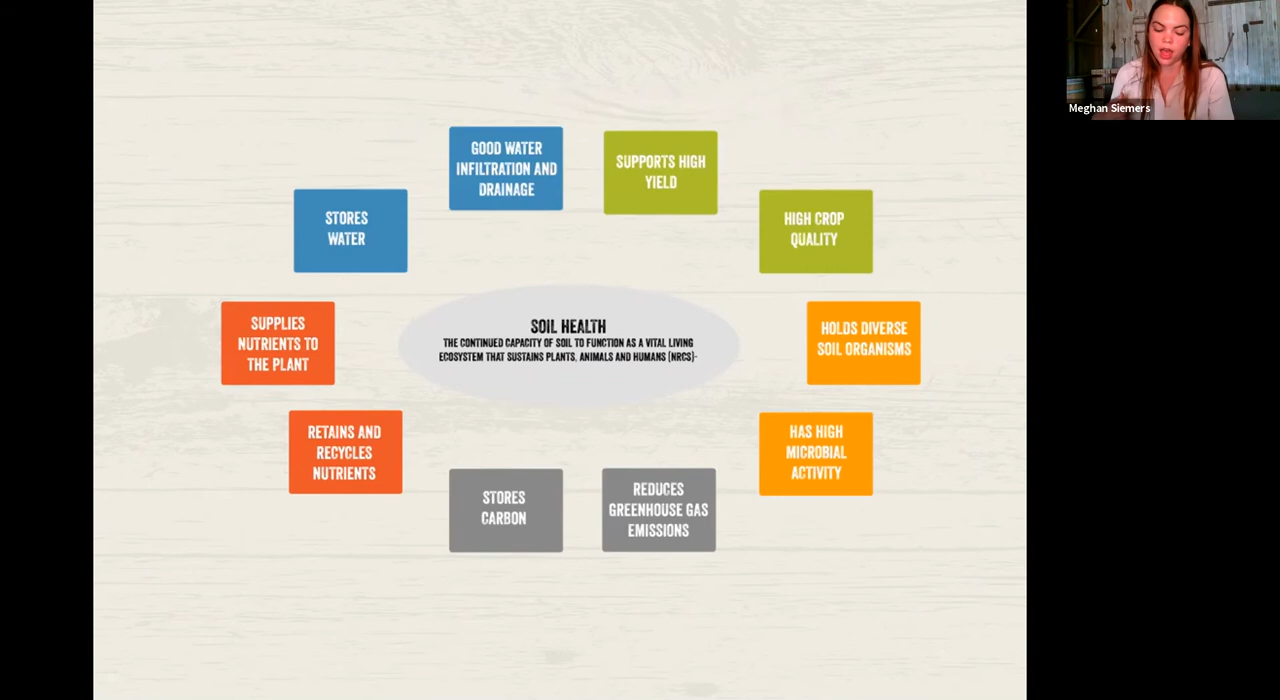 Meghan Siemers
GOOD WATER
INFILTRATION AND
DRAINAGE
SUPPORTS HIGH
YIELD
STORES
WATER
HIGH CROP
QUALITY
SUPPLIES
NUTRIENTS TO
THE PLANT
SOIL HEALTH
THE CONTINUED CAPACITY OF SOIL TO FUNCTION AS A VITAL LIVING
ECOSYSTEM THAT SUSTAINS PLANTS, ANIMALS AND HUMANS (NRCS)-
HOLDS DIVERSE
SOIL ORGANISMS
RETAINS AND
RECYCLES
NUTRIENTS
HAS HIGH
MICROBIAL
ACTIVITY
STORES
CARBON
REDUCES
GREENHOUSE GAS
EMISSIONS